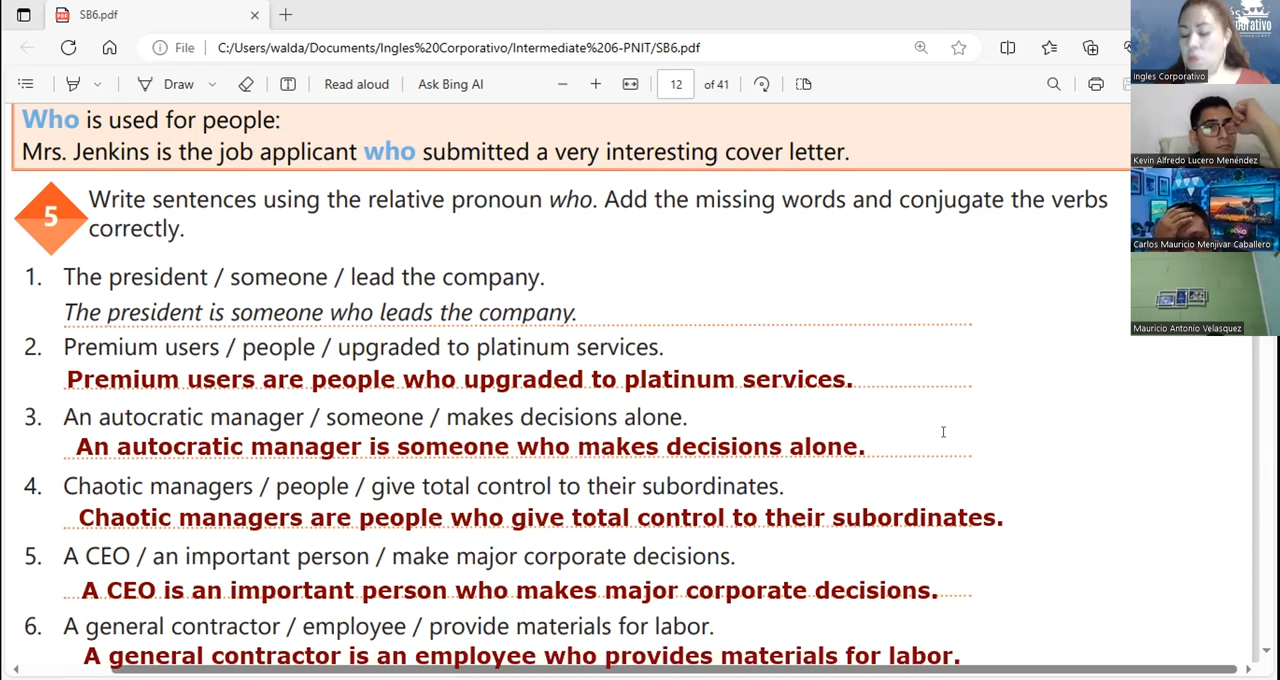 SB6.pdf
File C:/Users/walda/Documents/Ingles%20Corporativo/Intermediate%206-PNIT/SB6.pdf
Draw Read aloud Ask Bing AI 12 of 41
Who is used for people:
Mrs. Jenkins is the job applicant who submitted a very interesting cover letter.
5 Write sentences using the relative pronoun who. Add the missing words and conjugate the verbs
correctly.
1. The president / someone / lead the company.
The president is someone who leads the company.
2. Premium users / people / upgraded to platinum services.
Premium users are people who upgraded to platinum services.
3. An autocratic manager / someone / makes decisions alone.
An autocratic manager is someone who makes decisions alone.
4. Chaotic managers / people / give total control to their subordinates.
Chaotic managers are people who give total control to their subordinates.
5. A CEO / an important person / make major corporate decisions.
A CEO is an important person who makes major corporate decisions.
6. A general contractor / employee / provide materials for labor.
A general contractor is an employee who provides materials for labor.
Ingles Corporativo
Kevin Alfredo Lucero Menéndez
Carlos Mauricio Menjivar Caballero
Mauricio Antonio Velasquez